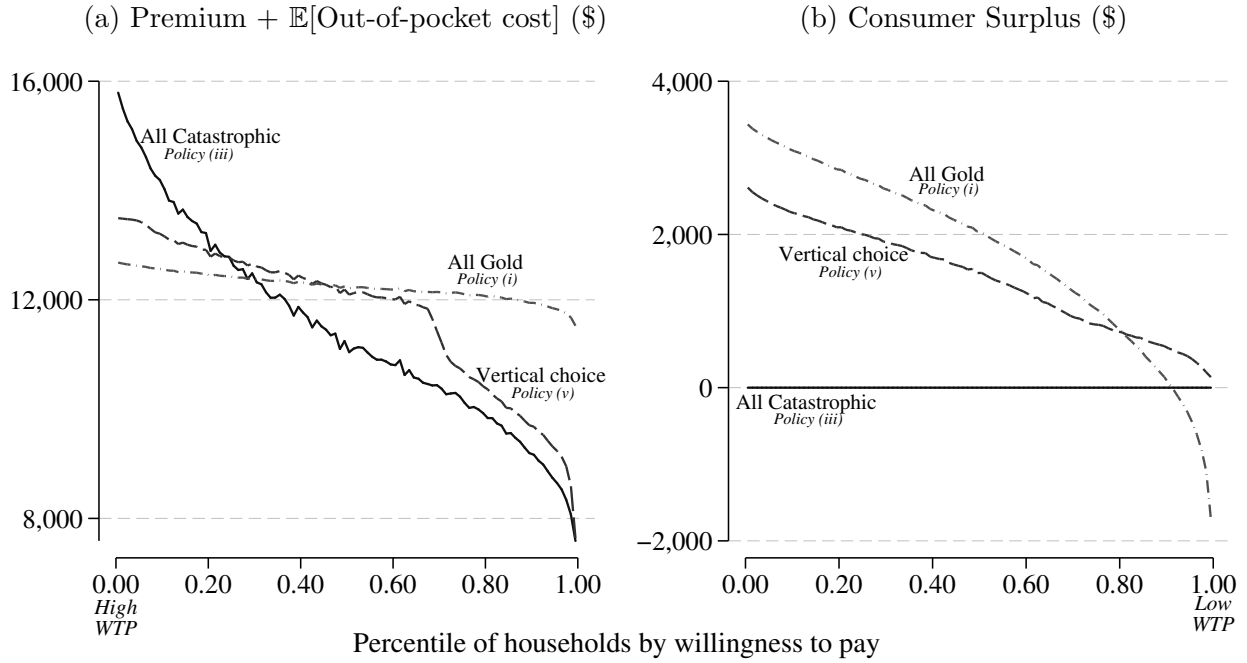 (a) Premium + 𝔼[Out-of-pocket cost] ($)
16,000
12,000
8,000
All Catastrophic
Policy (iii)
All Gold
Policy (i)
Vertical choice
Policy (v)
0.00 0.20 0.40 0.60 0.80 1.00
High
WTP
(b) Consumer Surplus ($)
4,000
2,000
0
−2,000
All Gold
Policy (i)
Vertical choice
Policy (v)
All Catastrophic
Policy (iii)
0.00 0.20 0.40 0.60 0.80 1.00
Low
WTP
Percentile of households by willingness to pay